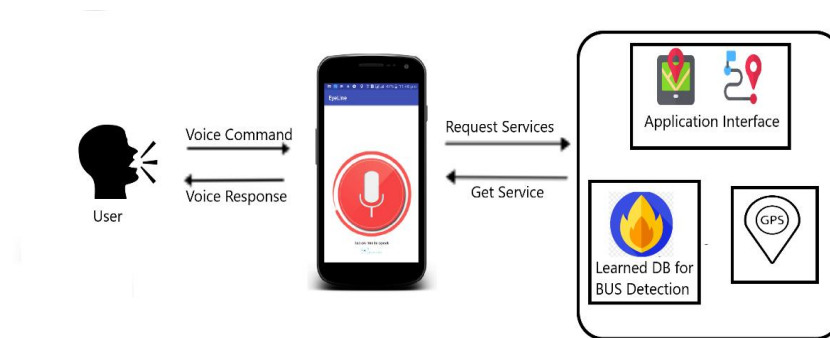 EyeLine
Voice Command
Voice Response
User
Request Services
Get Service
Application Interface
Learned DB for
BUS Detection
GPS